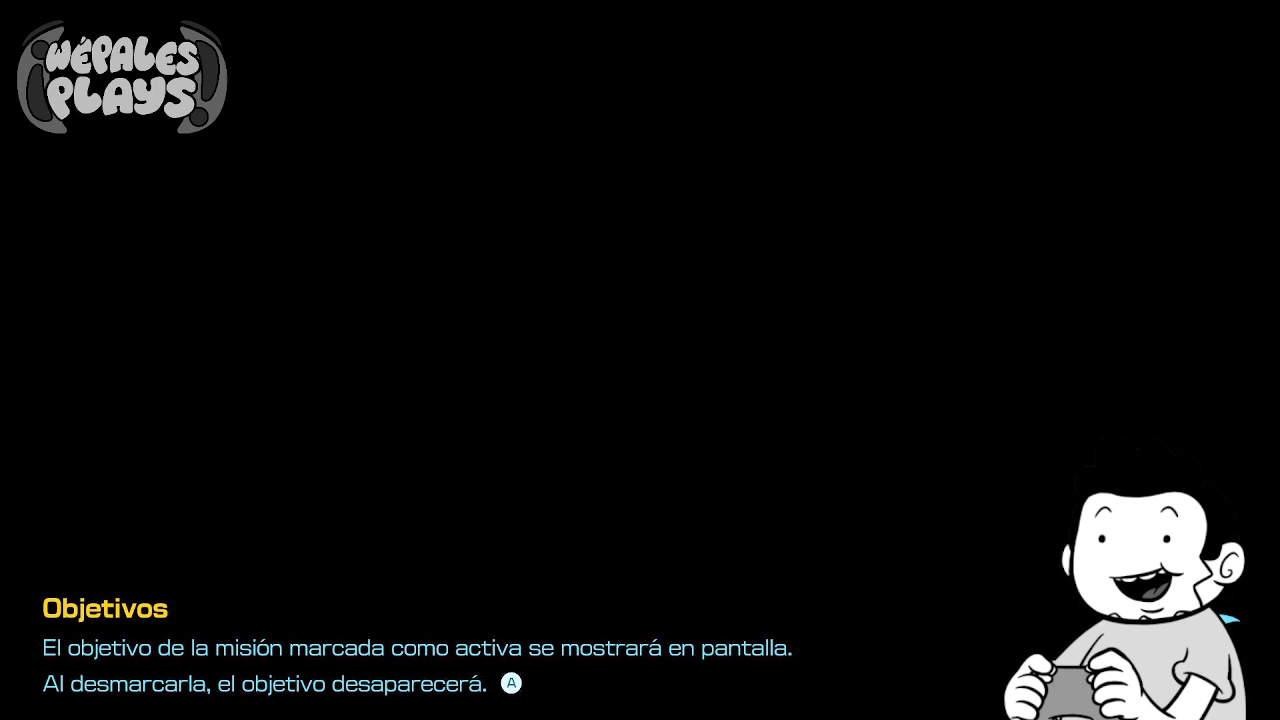 WÉPALES
PLAYS
Objetivos
El objetivo de la misión marcada como activa se mostrará en pantalla.
Al desmarcarla, el objetivo desaparecerá. A